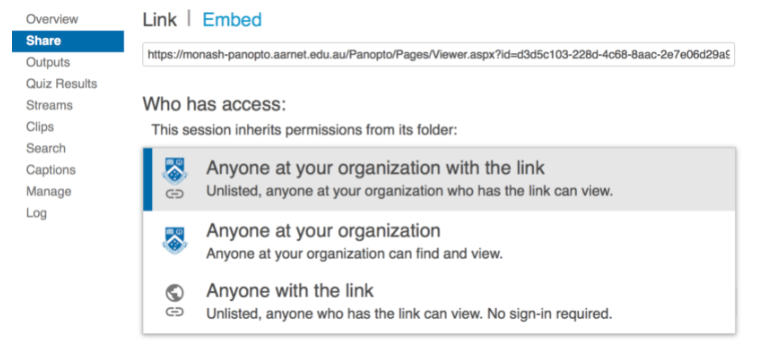 Overview
Share
Outputs
Quiz Results
Streams
Clips
Search
Captions
Manage
Log
Link | Embed
https://monash-panopto.aarnet.edu.au/Panopto/Pages/Viewer.aspx?id=d3d5c103-228d-4c68-8aac-2e7e06d29a9
Who has access:
This session inherits permissions from its folder:
Anyone at your organization with the link
Unlisted, anyone at your organization who has the link can view.
Anyone at your organization
Anyone at your organization can find and view.
Anyone with the link
Unlisted, anyone who has the link can view. No sign-in required.